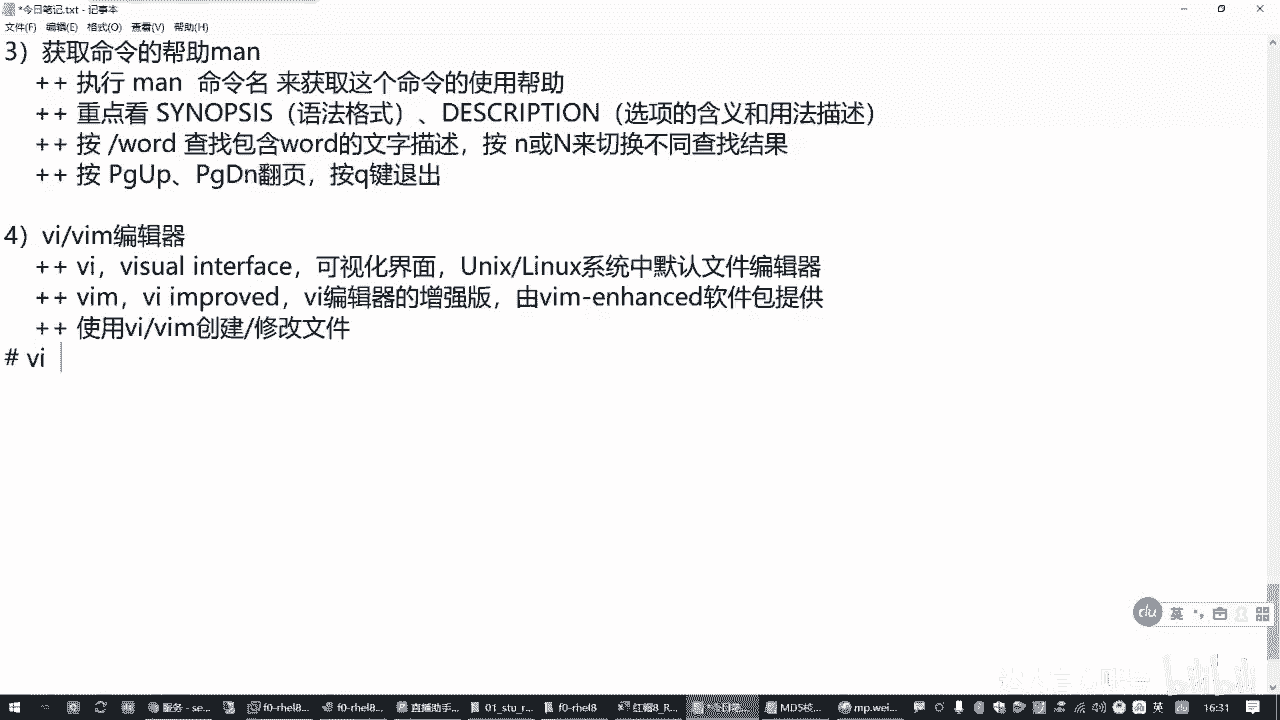 *今日笔记.txt - 记事本
文件(F) 编辑(E) 格式(O) 查看(V) 帮助(H)
3）获取命令的帮助man
++ 执行 man 命令名 来获取这个命令的使用帮助
++ 重点看 SYNOPSIS（语法格式）、DESCRIPTION（选项的含义和用法描述）
++ 按 /word 查找包含word的文字描述，按 n或N来切换不同查找结果
++ 按 PgUp、PgDn翻页，按q键退出
4）vi/vim编辑器
++ vi，visual interface，可视化界面，Unix/Linux系统中默认文件编辑器
++ vim，vi improved，vi编辑器的增强版，由vim-enhanced软件包提供
++ 使用vi/vim创建/修改文件
# vi
du 英
服务 - se... f0-rhel8... f0-rhel8... 直播助手... 01_stu_r... f0-rhel8 红帽8_R... MD5校... mp.wei... 英 du 16:31